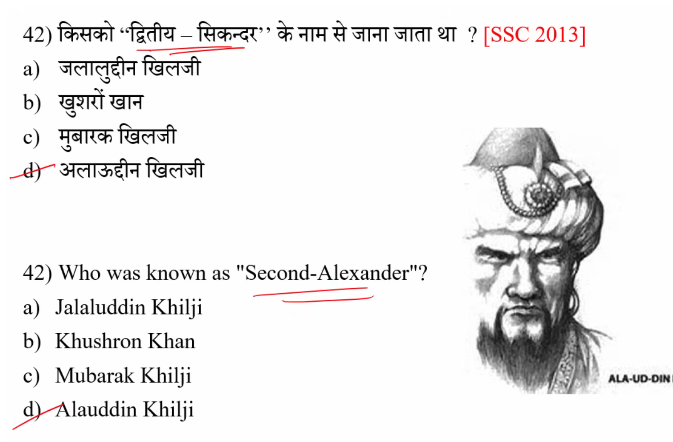 42) किसको “द्वितीय – सिकन्दर’’ के नाम से जाना जाता था ? [SSC 2013]
a) जलालुद्दीन खिलजी
b) खुशरों खान
c) मुबारक खिलजी
d) अलाऊद्दीन खिलजी
42) Who was known as "Second-Alexander"?
a) Jalaluddin Khilji
b) Khushron Khan
c) Mubarak Khilji
d) Alauddin Khilji
ALA-UD-DIN